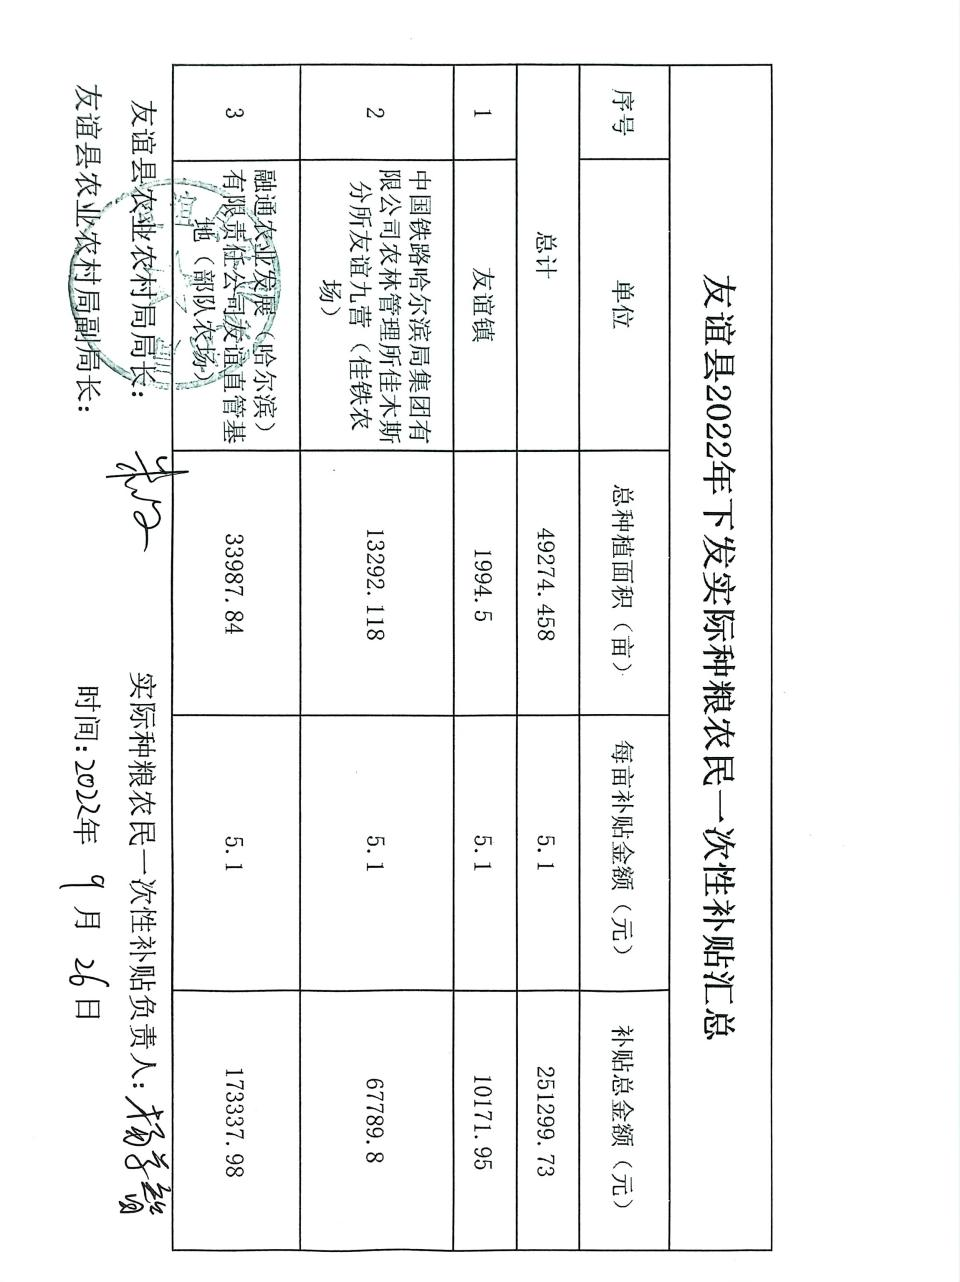 友谊县2022年下发实际种粮农民一次性补贴汇总
序号 单位 总种植面积（亩） 每亩补贴金额（元） 补贴总金额（元）
总计 49274.458 5.1 251299.73
1 友谊镇 1994.5 5.1 10171.95
2 中国铁路哈尔滨局集团有
限公司农林管理所佳木斯
分所友谊九营（佳铁农
场） 13292.118 5.1 67789.8
3 融通农业发展（哈尔滨）
有限责任公司友谊直管基
地（部队农场） 33987.84 5.1 173337.98
友谊县农业农村局局长： 实际种粮农民一次性补贴负责人：
友谊县农业农村局副局长： 时间：2022年 9月 26日